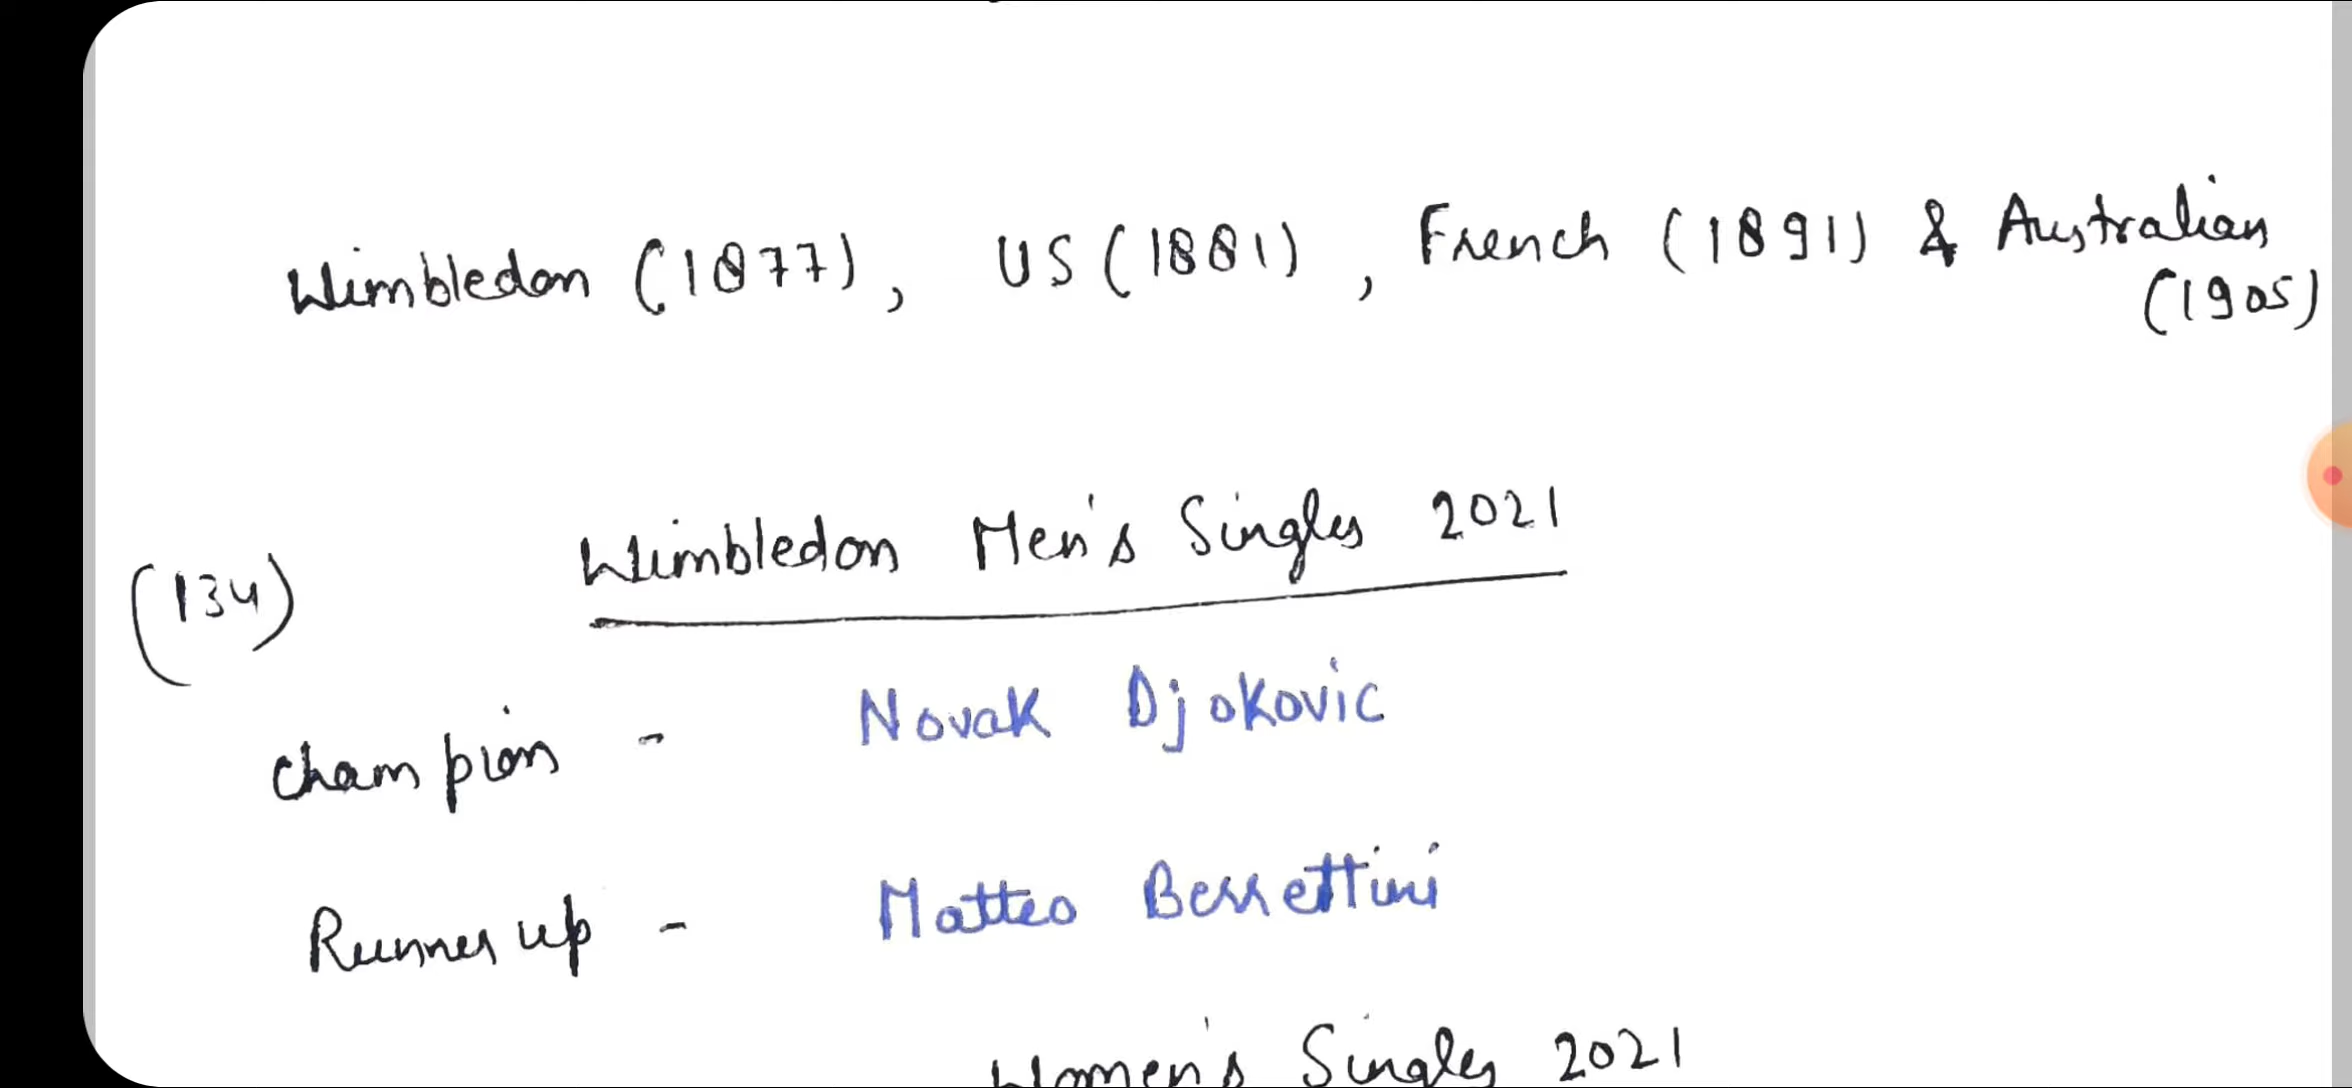 Wimbledon (1877), US (1881), French (1891) & Australian
(1905)
(134) Wimbledon Men's Singles 2021
Champion - Novak Djokovic
Runner up - Matteo Berrettini
Women's Singles 2021